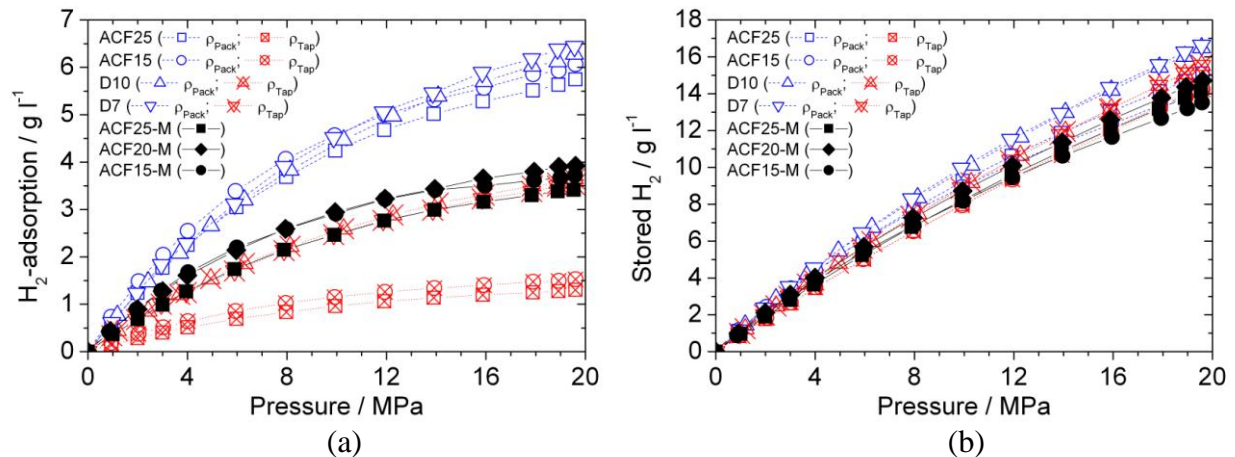 H₂-adsorption / g l⁻¹
7
6
5
4
3
2
1
0
ACF25 (ρPack; ρTap)
ACF15 (ρPack; ρTap)
D10 (ρPack, ρTap)
D7 (ρPack; ρTap)
ACF25-M ( )
ACF20-M ( )
ACF15-M ( )
0 4 8 12 16 20
Pressure / MPa
(a)
Stored H₂ / g l⁻¹
18
16
14
12
10
8
6
4
2
0
ACF25 (ρPack; ρTap)
ACF15 (ρPack; ρTap)
D10 (ρPack, ρTap)
D7 (ρPack; ρTap)
ACF25-M ( )
ACF20-M ( )
ACF15-M ( )
0 4 8 12 16 20
Pressure / MPa
(b)